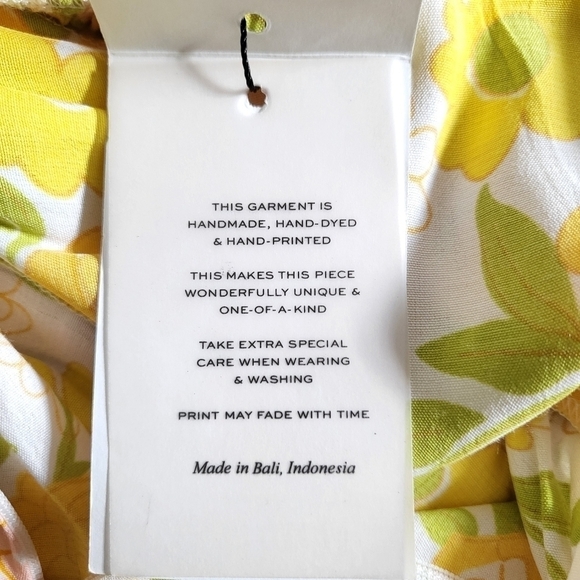 THIS GARMENT IS
HANDMADE, HAND-DYED
& HAND-PRINTED
THIS MAKES THIS PIECE
WONDERFULLY UNIQUE &
ONE-OF-A-KIND
TAKE EXTRA SPECIAL
CARE WHEN WEARING
& WASHING
PRINT MAY FADE WITH TIME
Made in Bali, Indonesia